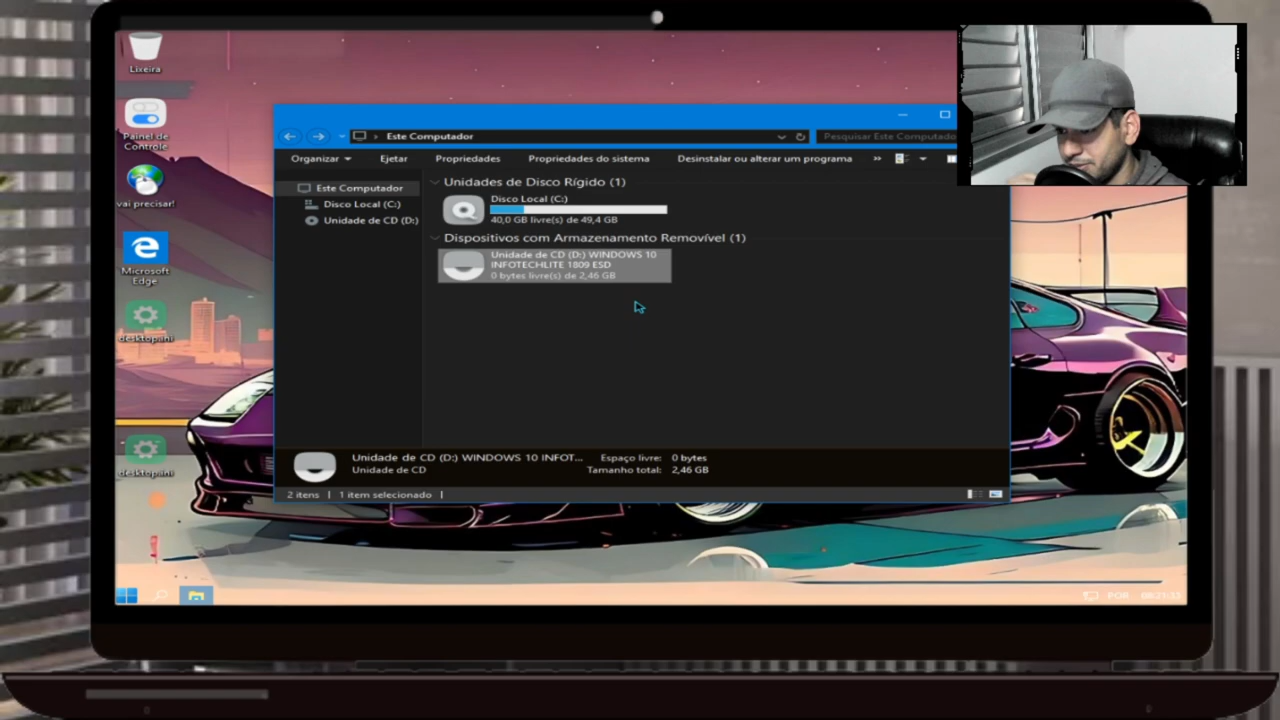 Lixeira
Painel de
Controle
vai precisar!
Microsoft
Edge
desktopani
desktopani
Este Computador
Pesquisar Este Computado
Organizar
Ejetar
Propriedades
Propriedades do sistema
Desinstalar ou alterar um programa
»
Este Computador
Disco Local (C:)
Unidade de CD (D:)
Unidades de Disco Rígido (1)
Disco Local (C:)
40,0 GB livre(s) de 49,4 GB
Dispositivos com Armazenamento Removível (1)
Unidade de CD (D:) WINDOWS 10
INFOTECHLITE 1809 ESD
0 bytes livre(s) de 2,46 GB
Unidade de CD (D:) WINDOWS 10 INFOT...
Espaço livre: 0 bytes
Unidade de CD
Tamanho total: 2,46 GB
2 itens
1 item selecionado
POR